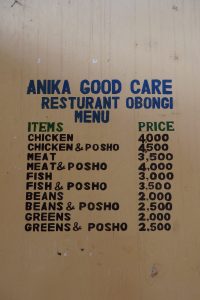 ANIKA GOOD CARE
RESTURANT OBONGI
MENU
ITEMS PRICE
CHICKEN 4,000
CHICKEN & POSHO 4500
MEAT 3,500
MEAT & POSHO 4,000
FISH 3.000
FISH & POSHO 3.500
BEANS 2.000
BEANS & POSHO 2.500
GREENS 2.000
GREENS & POSHO 2.500